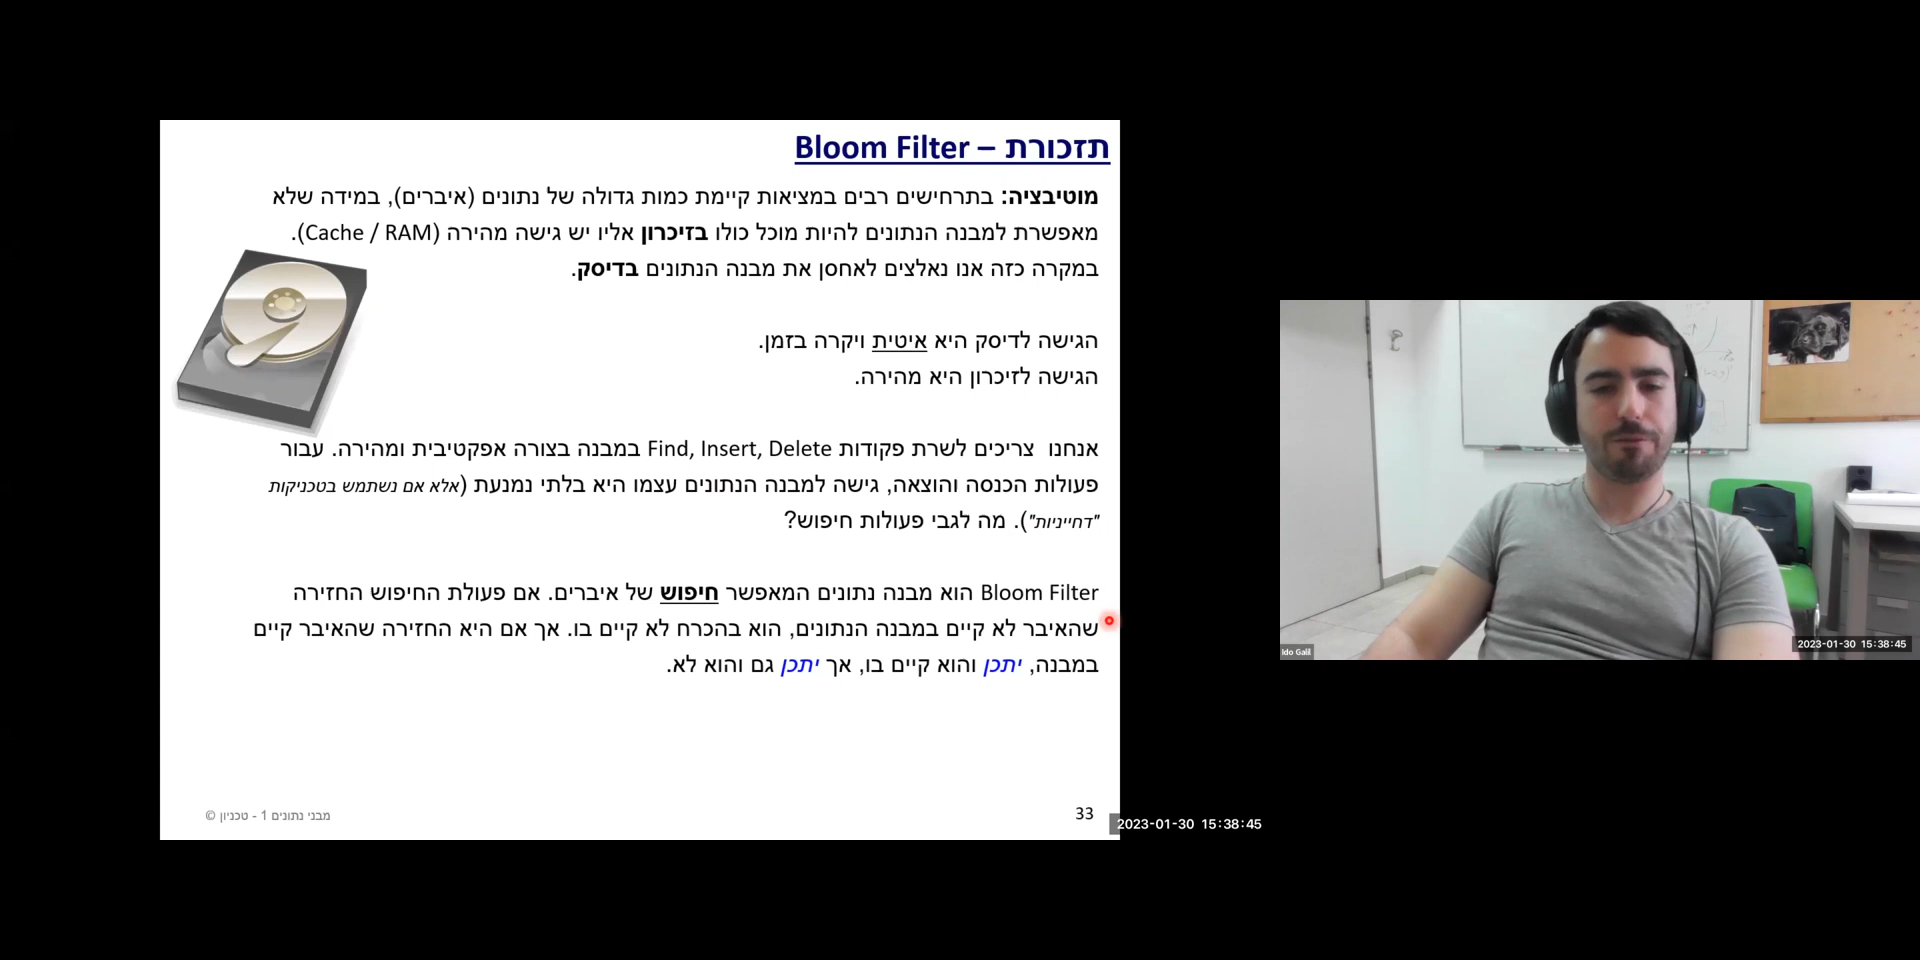 תזכורת – Bloom Filter
מוטיבציה: בתרחישים רבים במציאות קיימת כמות גדולה של נתונים (איברים), במידה שלא
מאפשרת למבנה הנתונים להיות מוכל כולו בזיכרון אליו יש גישה מהירה (Cache / RAM).
במקרה כזה אנו נאלצים לאחסן את מבנה הנתונים בדיסק.
הגישה לדיסק היא איטית ויקרה בזמן.
הגישה לזיכרון היא מהירה.
אנחנו צריכים לשרת פקודות Find, Insert, Delete במבנה בצורה אפקטיבית ומהירה. עבור
פעולות הכנסה והוצאה, גישה למבנה הנתונים עצמו היא בלתי נמנעת (אלא אם נשתמש בטכניקות
"דחייניות"). מה לגבי פעולות חיפוש?
Bloom Filter הוא מבנה נתונים המאפשר חיפוש של איברים. אם פעולת החיפוש החזירה
שהאיבר לא קיים במבנה הנתונים, הוא בהכרח לא קיים בו. אך אם היא החזירה שהאיבר קיים
במבנה, יתכן והוא קיים בו, אך יתכן גם והוא לא.
מבני נתונים 1 - טכניון ©
33
2023-01-30 15:38:45
Ido Galil
2023-01-30 15:38:45